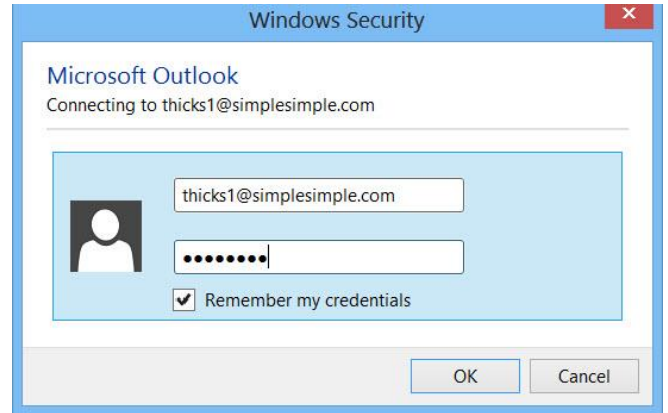 Windows Security
Microsoft Outlook
Connecting to thicks1@simplesimple.com
thicks1@simplesimple.com
●●●●●●●●
Remember my credentials
OK
Cancel